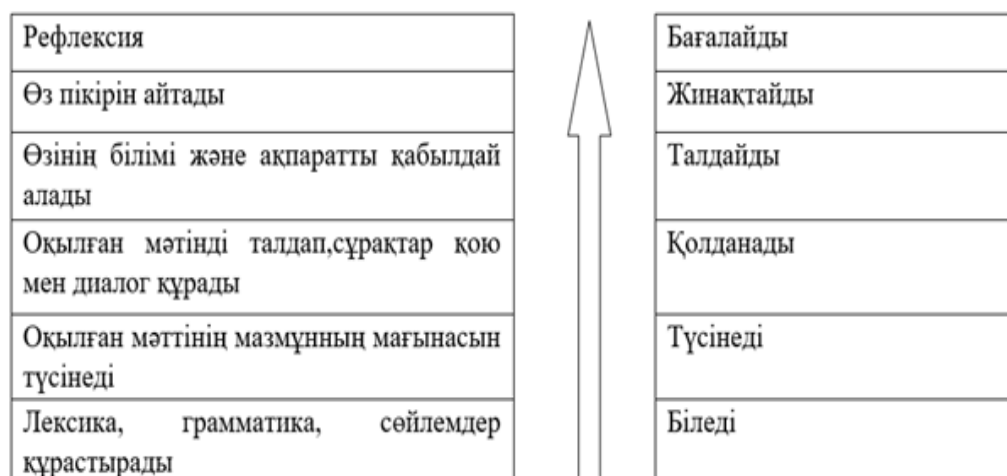 Рефлексия
Бағалайды
Өз пікірін айтады
Жинақтайды
Өзінің білімі және ақпаратты қабылдай
алады
Талдайды
Оқылған мәтінді талдап,сұрақтар қою
мен диалог құрады
Қолданады
Оқылған мәттінің мазмұнның мағынасын
түсінеді
Түсінеді
Лексика, грамматика, сөйлемдер
құрастырады
Біледі